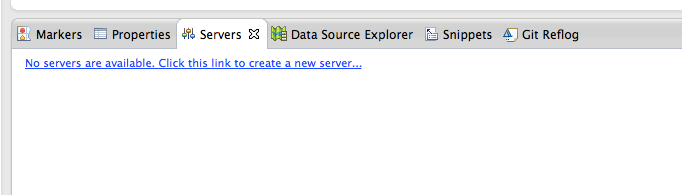 Markers Properties Servers Data Source Explorer Snippets Git Reflog
No servers are available. Click this link to create a new server...